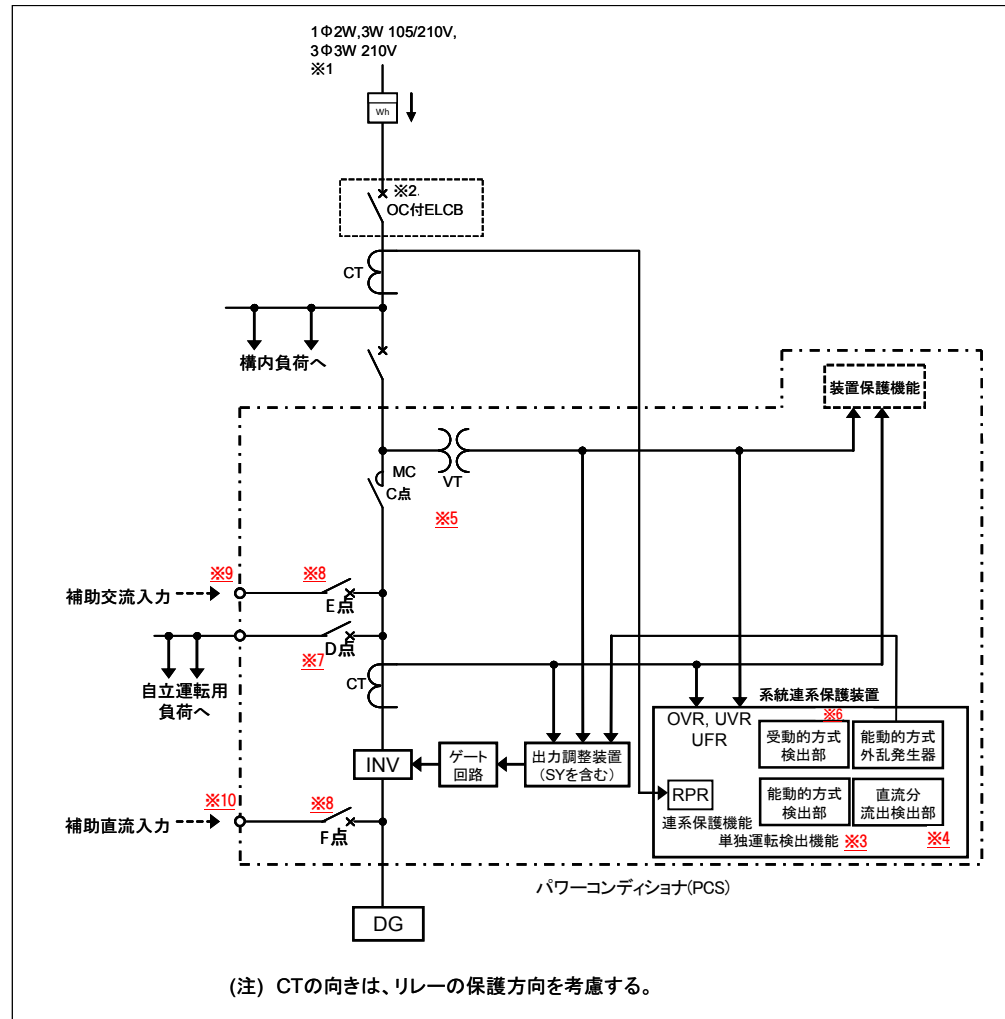 1Φ2W,3W 105/210V,
3Φ3W 210V
※1
Wh
※2.
OC付ELCB
CT
構内負荷へ
装置保護機能
MC
C点
VT
※5
※9
※8
補助交流入力
E点
D点
※7
自立運転用
負荷へ
CT
系統連系保護装置
OVR, UVR
UFR
※6
受動的方式
検出部
能動的方式
外乱発生器
INV
ゲート
回路
出力調整装置
(SYを含む)
RPR
能動的方式
検出部
直流分
流出検出部
連系保護機能
単独運転検出機能
※3
※4
※10
※8
補助直流入力
F点
パワーコンディショナ(PCS)
DG
(注) CTの向きは、リレーの保護方向を考慮する。